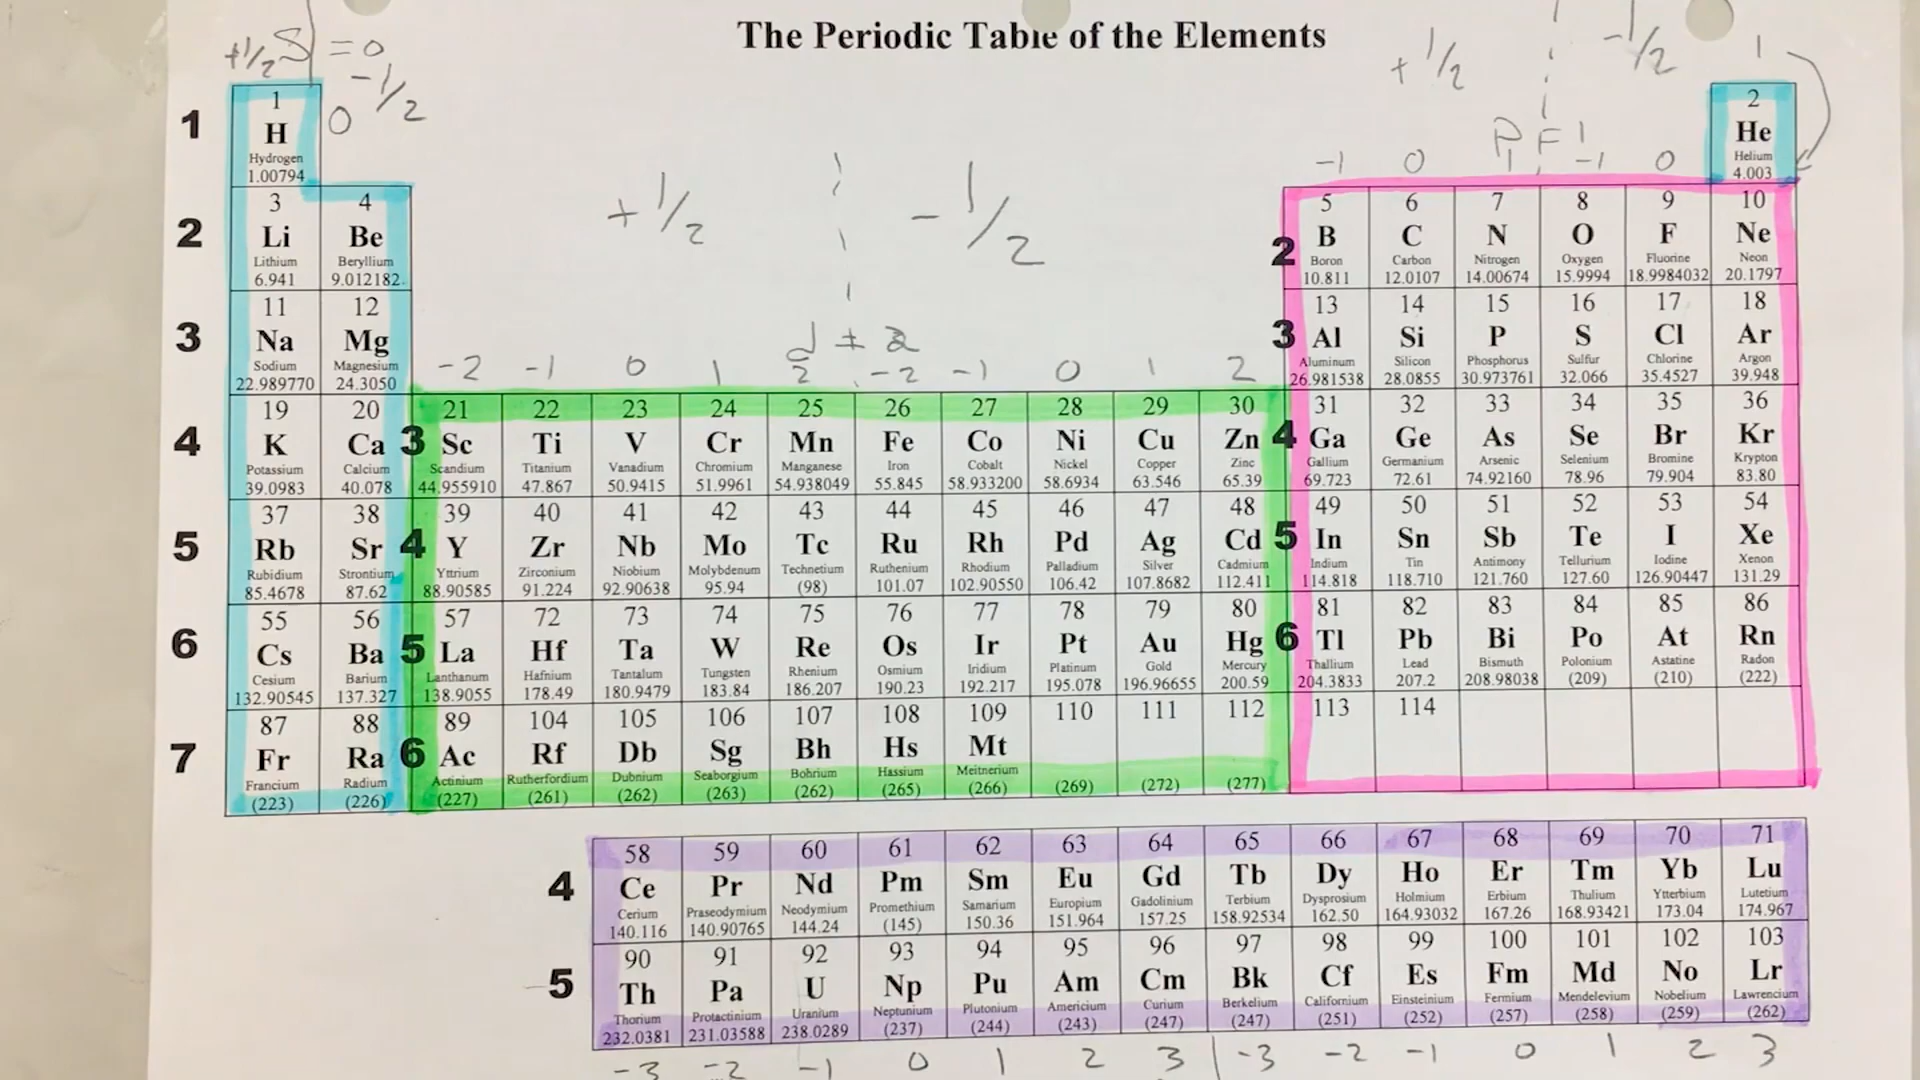 The Periodic Table of the Elements
+1/2 S = 0 -1/2
0
+1/2 -1/2
+1/2 -1/2 1
-1 0 1 -1 0
d = 2
-2 -1 0 1 2 -2 -1 0 1 2
1 1 2
H He
Hydrogen Helium
1.00794 4.003
2 3 4 2 5 6 7 8 9 10
Li Be B C N O F Ne
Lithium Beryllium Boron Carbon Nitrogen Oxygen Fluorine Neon
6.941 9.012182 10.811 12.0107 14.00674 15.9994 18.9984032 20.1797
3 11 12 3 13 14 15 16 17 18
Na Mg Al Si P S Cl Ar
Sodium Magnesium Aluminum Silicon Phosphorus Sulfur Chlorine Argon
22.989770 24.3050 26.981538 28.0855 30.973761 32.066 35.4527 39.948
19 20 21 22 23 24 25 26 27 28 29 30 31 32 33 34 35 36
4 K Ca 3 Sc Ti V Cr Mn Fe Co Ni Cu Zn 4 Ga Ge As Se Br Kr
Potassium Calcium Scandium Titanium Vanadium Chromium Manganese Iron Cobalt Nickel Copper Zinc Gallium Germanium Arsenic Selenium Bromine Krypton
39.0983 40.078 44.955910 47.867 50.9415 51.9961 54.938049 55.845 58.933200 58.6934 63.546 65.39 69.723 72.61 74.92160 78.96 79.904 83.80
37 38 39 40 41 42 43 44 45 46 47 48 49 50 51 52 53 54
5 Rb Sr 4 Y Zr Nb Mo Tc Ru Rh Pd Ag Cd 5 In Sn Sb Te I Xe
Rubidium Strontium Yttrium Zirconium Niobium Molybdenum Technetium Ruthenium Rhodium Palladium Silver Cadmium Indium Tin Antimony Tellurium Iodine Xenon
85.4678 87.62 88.90585 91.224 92.90638 95.94 (98) 101.07 102.90550 106.42 107.8682 112.411 114.818 118.710 121.760 127.60 126.90447 131.29
55 56 57 72 73 74 75 76 77 78 79 80 81 82 83 84 85 86
6 Cs Ba 5 La Hf Ta W Re Os Ir Pt Au Hg 6 Tl Pb Bi Po At Rn
Cesium Barium Lanthanum Hafnium Tantalum Tungsten Rhenium Osmium Iridium Platinum Gold Mercury Thallium Lead Bismuth Polonium Astatine Radon
132.90545 137.327 138.9055 178.49 180.9479 183.84 186.207 190.23 192.217 195.078 196.96655 200.59 204.3833 207.2 208.98038 (209) (210) (222)
87 88 89 104 105 106 107 108 109 110 111 112 113 114
7 Fr Ra 6 Ac Rf Db Sg Bh Hs Mt
Francium Radium Actinium Rutherfordium Dubnium Seaborgium Bohrium Hassium Meitnerium
(223) (226) (227) (261) (262) (263) (262) (265) (266) (269) (272) (277)
58 59 60 61 62 63 64 65 66 67 68 69 70 71
4 Ce Pr Nd Pm Sm Eu Gd Tb Dy Ho Er Tm Yb Lu
Cerium Praseodymium Neodymium Promethium Samarium Europium Gadolinium Terbium Dysprosium Holmium Erbium Thulium Ytterbium Lutetium
140.116 140.90765 144.24 (145) 150.36 151.964 157.25 158.92534 162.50 164.93032 167.26 168.93421 173.04 174.967
90 91 92 93 94 95 96 97 98 99 100 101 102 103
5 Th Pa U Np Pu Am Cm Bk Cf Es Fm Md No Lr
Thorium Protactinium Uranium Neptunium Plutonium Americium Curium Berkelium Californium Einsteinium Fermium Mendelevium Nobelium Lawrencium
232.0381 231.03588 238.0289 (237) (244) (243) (247) (247) (251) (252) (257) (258) (259) (262)
-3 -2 -1 0 1 2 3 -3 -2 -1 0 1 2 3